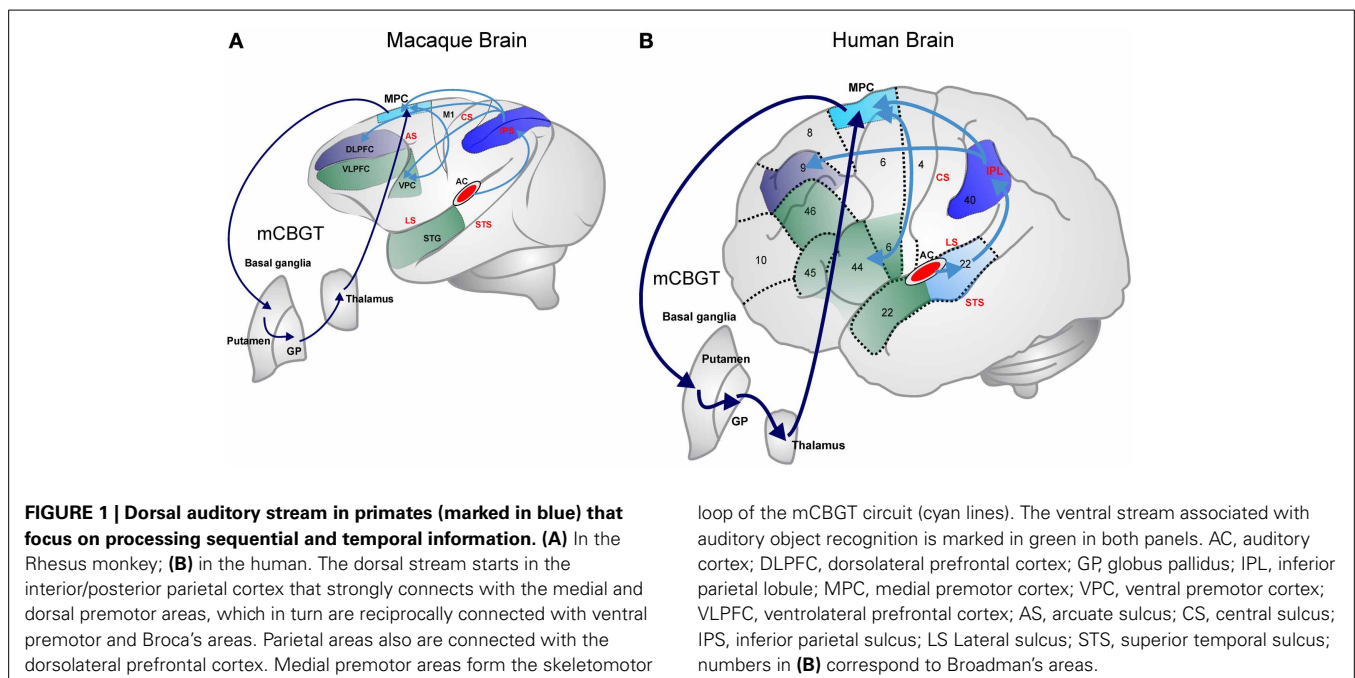 A
Macaque Brain
MPC
M1
CS
AS
IPS
DLPFC
VLPFC
VPC
AC
LS
STS
STG
mCBGT
Basal ganglia
Thalamus
Putamen
GP
B
Human Brain
MPC
8
6
4
9
CS
IPL
40
46
LS
10
6
AC
22
45
44
STS
22
mCBGT
Basal ganglia
Putamen
GP
Thalamus
FIGURE 1 | Dorsal auditory stream in primates (marked in blue) that
focus on processing sequential and temporal information. (A) In the
Rhesus monkey; (B) in the human. The dorsal stream starts in the
interior/posterior parietal cortex that strongly connects with the medial and
dorsal premotor areas, which in turn are reciprocally connected with ventral
premotor and Broca's areas. Parietal areas also are connected with the
dorsolateral prefrontal cortex. Medial premotor areas form the skeletomotor
loop of the mCBGT circuit (cyan lines). The ventral stream associated with
auditory object recognition is marked in green in both panels. AC, auditory
cortex; DLPFC, dorsolateral prefrontal cortex; GP, globus pallidus; IPL, inferior
parietal lobule; MPC, medial premotor cortex; VPC, ventral premotor cortex;
VLPFC, ventrolateral prefrontal cortex; AS, arcuate sulcus; CS, central sulcus;
IPS, inferior parietal sulcus; LS Lateral sulcus; STS, superior temporal sulcus;
numbers in (B) correspond to Broadman's areas.